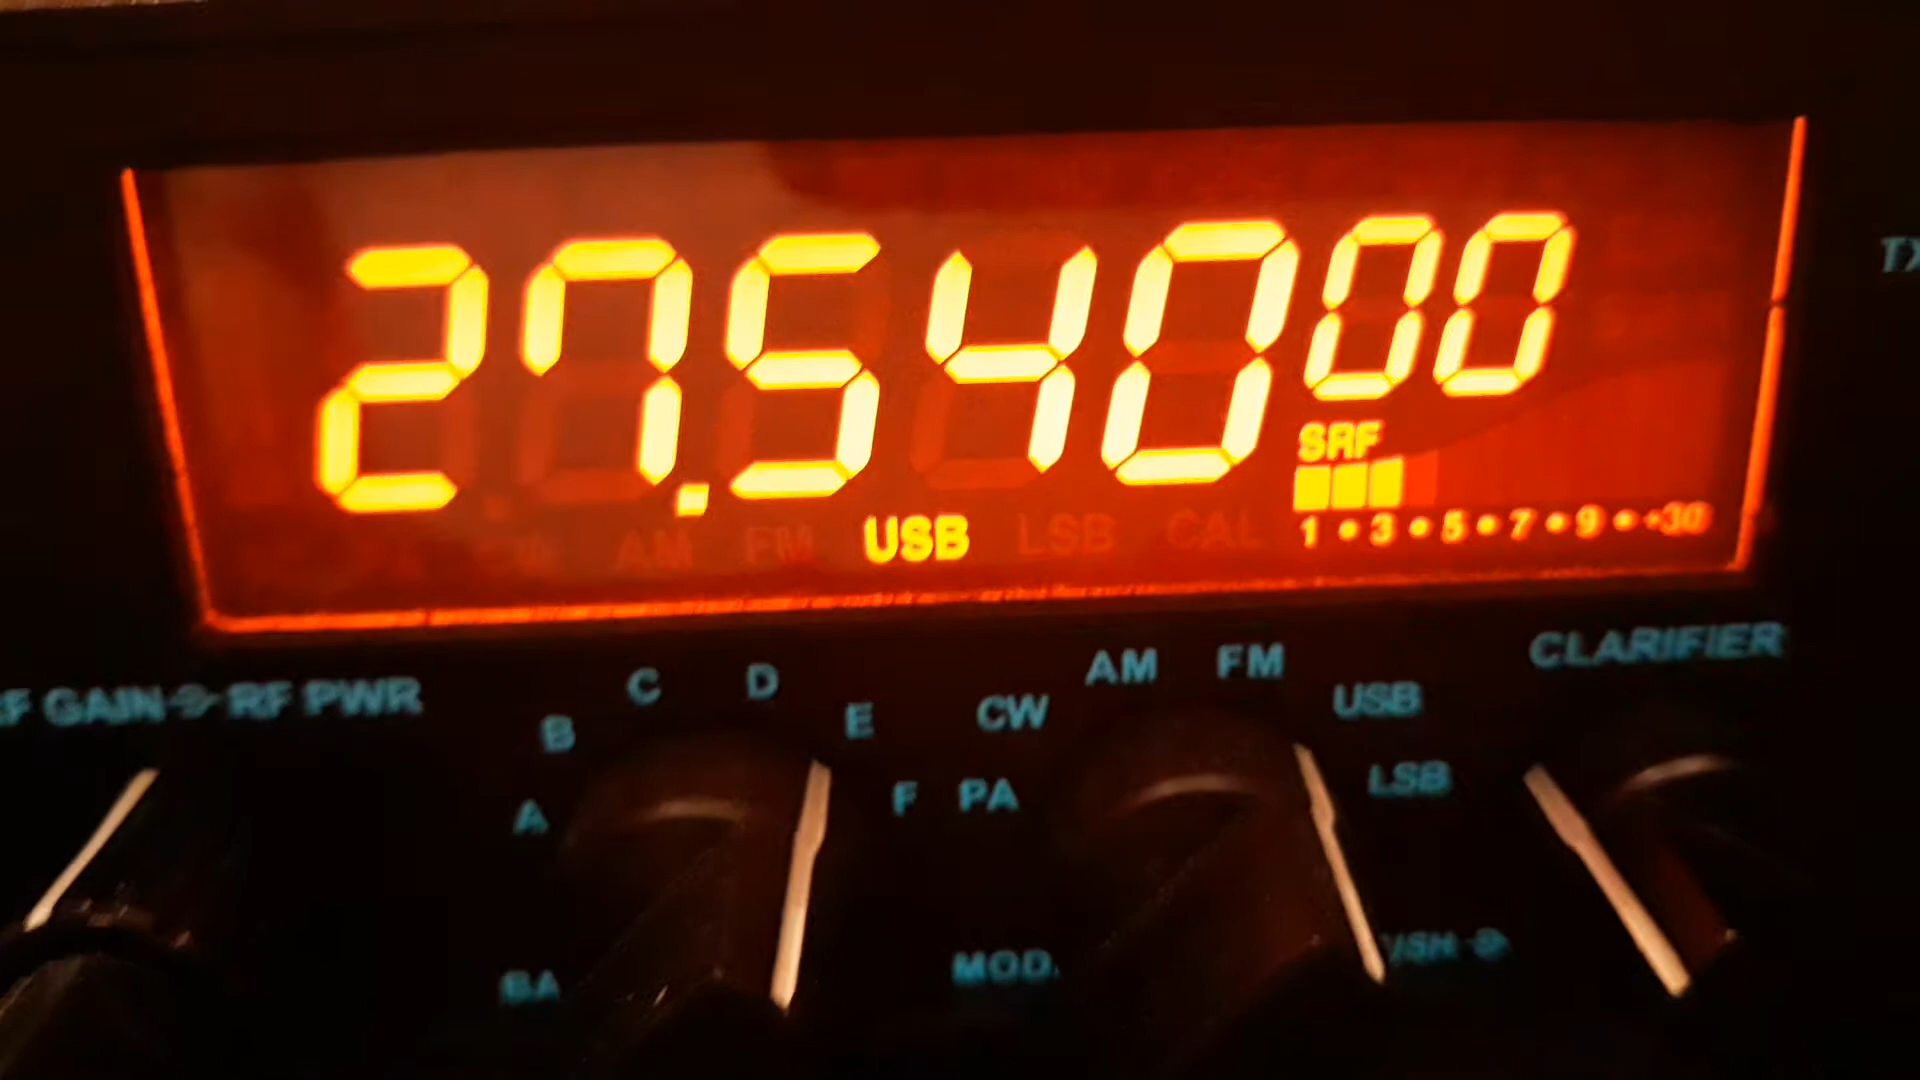 27.54000
SRF
1 • 3 • 5 • 7 • 9 • +30
AM FM USB LSB CAL
TX
RF GAIN RF PWR
A B C D E F
PA CW AM FM USB LSB
CLARIFIER
MOD.